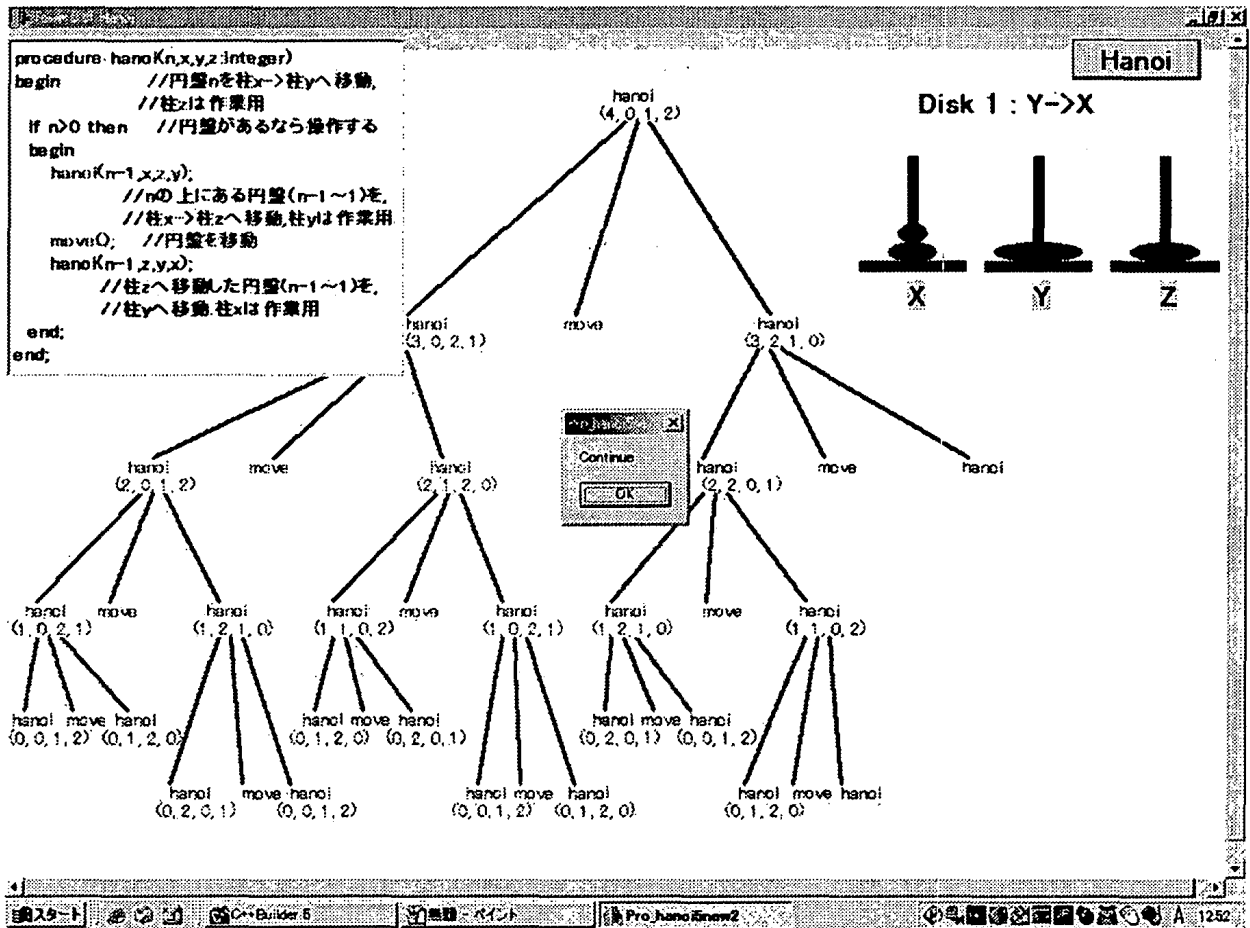 procedure hanoi(n,x,y,z:integer)
begin //円盤nを柱x->柱yへ移動,
//柱zは作業用
if n>0 then //円盤があるなら操作する
begin
hanoi(n-1,x,z,y);
//nの上にある円盤(n-1~1)を,
//柱x->柱zへ移動,柱yは作業用
move(); //円盤を移動
hanoi(n-1,z,y,x);
//柱zへ移動した円盤(n-1~1)を,
//柱yへ移動.柱xは作業用
end;
end;
Hanoi
Disk 1 : Y->X
X Y Z
hanoi
(4,0,1,2)
hanoi move hanoi
(3,0,2,1) (3,2,1,0)
Continue
OK
hanoi move hanoi hanoi move hanoi
(2,0,1,2) (2,1,2,0) (2,2,0,1)
hanoi move hanoi hanoi move hanoi hanoi move hanoi
(1,0,2,1) (1,2,1,0) (1,1,0,2) (1,0,2,1) (1,2,1,0) (1,1,0,2)
hanoi move hanoi hanoi move hanoi hanoi move hanoi
(0,0,1,2) (0,1,2,0) (0,1,2,0) (0,2,0,1) (0,2,0,1) (0,0,1,2)
hanoi move hanoi hanoi move hanoi hanoi move hanoi
(0,2,0,1) (0,0,1,2) (0,0,1,2) (0,1,2,0) (0,1,2,0)
スタート C++Builder 5 無題 - ペイント Pro_hanoi5new2 A 12:52